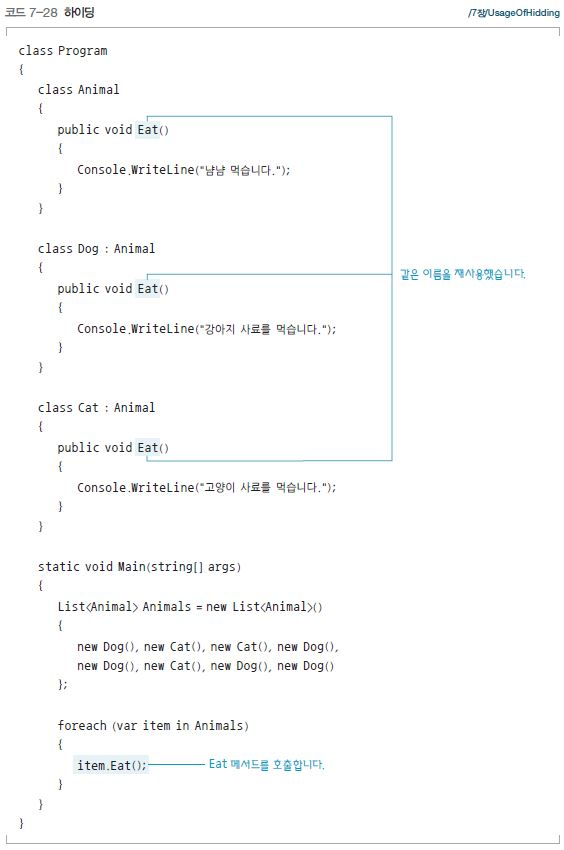 코드 7-28 하이딩
/7장/UsageOfHidding
class Program
{
class Animal
{
public void Eat()
{
Console.WriteLine("냠냠 먹습니다.");
}
}
class Dog : Animal
{
public void Eat()
같은 이름을 재사용했습니다.
{
Console.WriteLine("강아지 사료를 먹습니다.");
}
}
class Cat : Animal
{
public void Eat()
{
Console.WriteLine("고양이 사료를 먹습니다.");
}
}
static void Main(string[] args)
{
List<Animal> Animals = new List<Animal>()
{
new Dog(), new Cat(), new Cat(), new Dog(),
new Dog(), new Cat(), new Dog(), new Dog()
};
foreach (var item in Animals)
{
item.Eat();
Eat 메서드를 호출합니다.
}
}
}